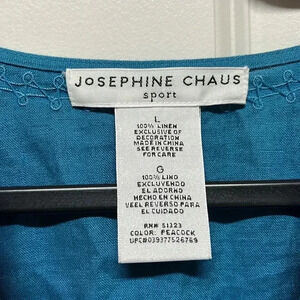 JOSEPHINE CHAUS
sport
L
100% LINEN
EXCLUSIVE OF
DECORATION
MADE IN CHINA
SEE REVERSE
FOR CARE
G
100% LINO
EXCLUYENDO
EL ADORNO
HECHO EN CHINA
VEEL REVERSO PARA
EL CUIDADO
RN# 51323
COLOR: PEACOCK
UPC#039377526769